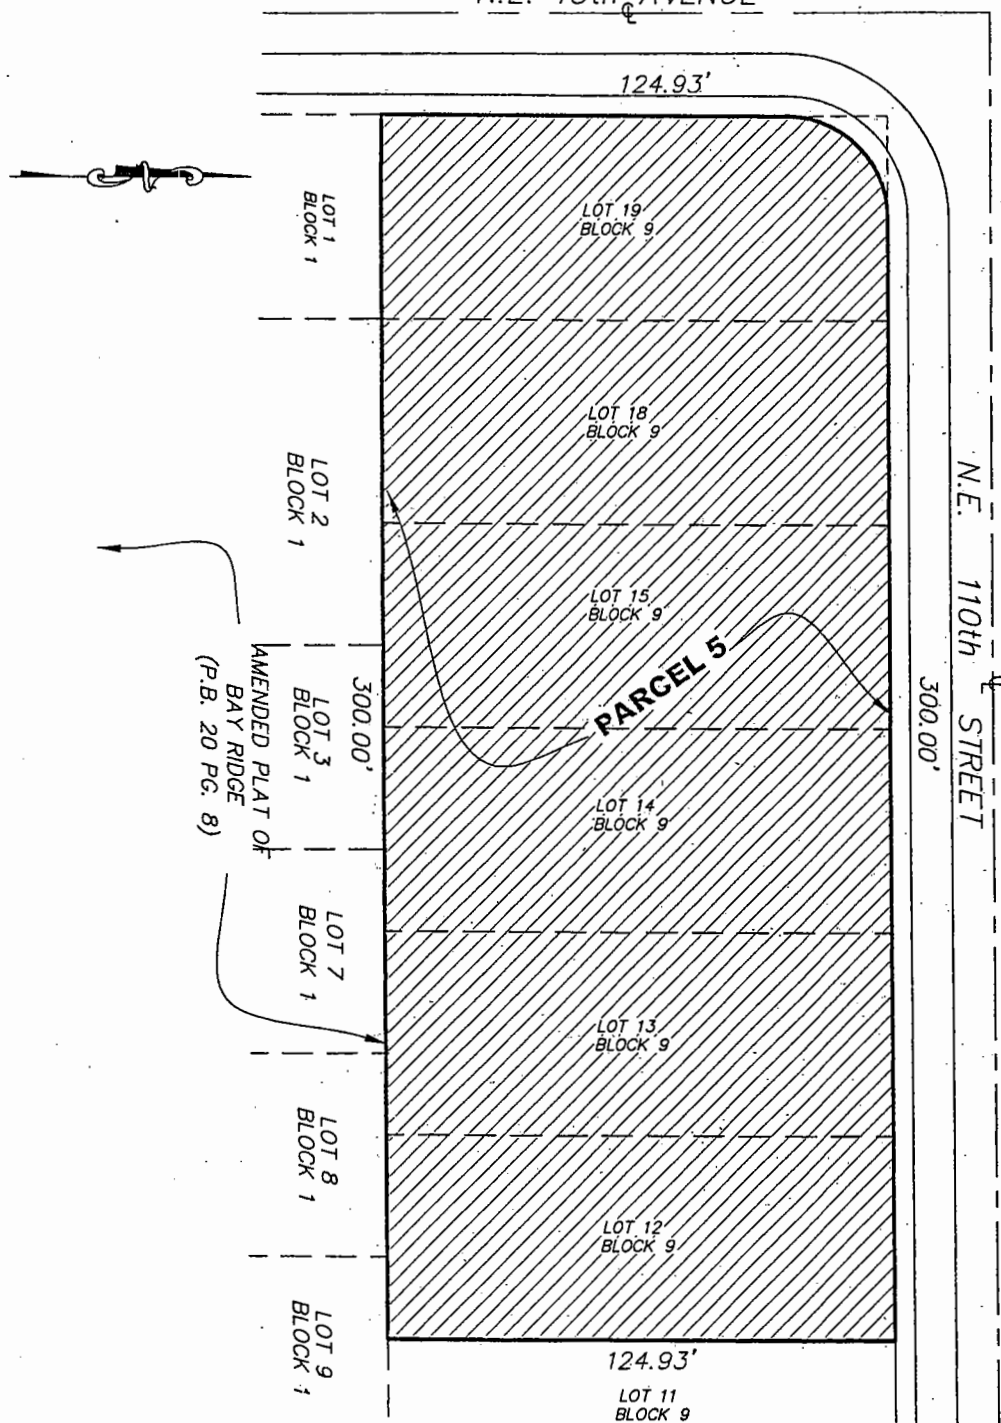 AVENUE
124.93'
LOT 1
BLOCK 1
LOT 19
BLOCK 9
LOT 18
BLOCK 9
LOT 2
BLOCK 1
N.E. 110th STREET
LOT 15
BLOCK 9
PARCEL 5
AMENDED PLAT OF
BAY RIDGE
(P.B. 20 PG. 8)
LOT 3
BLOCK 1
300.00'
300.00'
LOT 14
BLOCK 9
LOT 7
BLOCK 1
LOT 13
BLOCK 9
LOT 8
BLOCK 1
LOT 12
BLOCK 9
LOT 9
BLOCK 1
124.93'
LOT 11
BLOCK 9